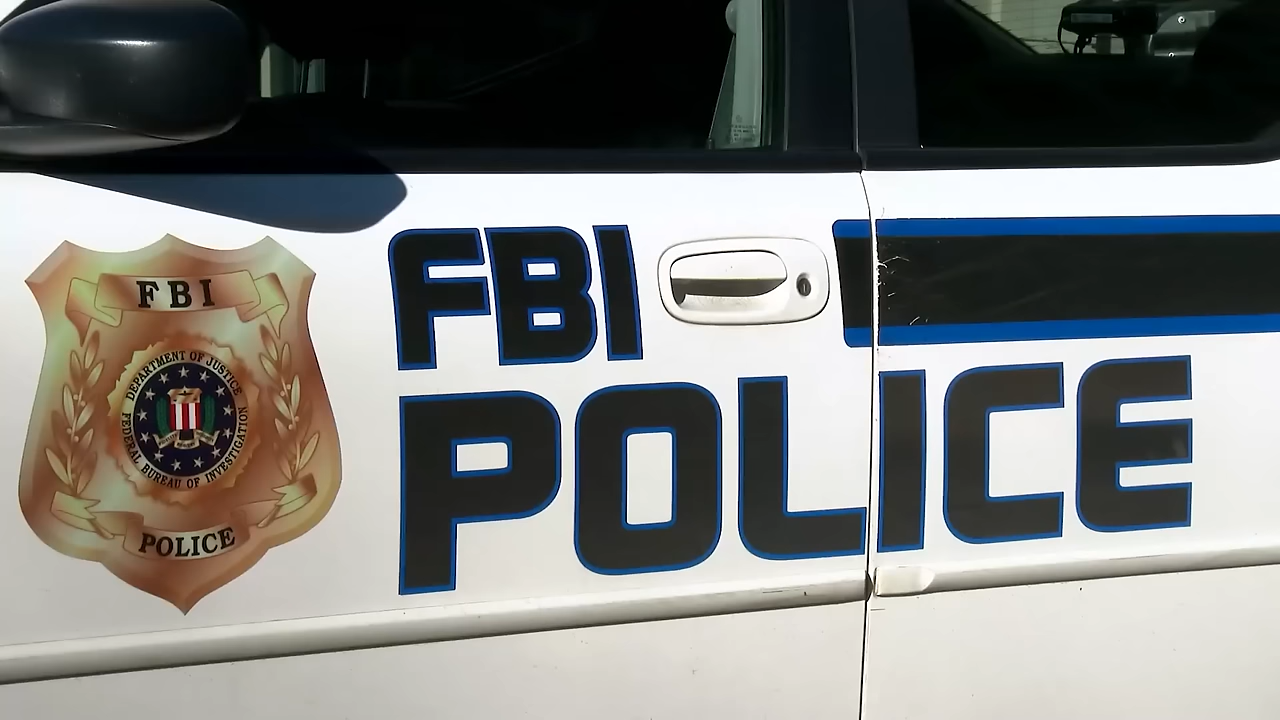 FBI
DEPARTMENT OF JUSTICE
FEDERAL BUREAU OF INVESTIGATION
POLICE
FBI
POLICE